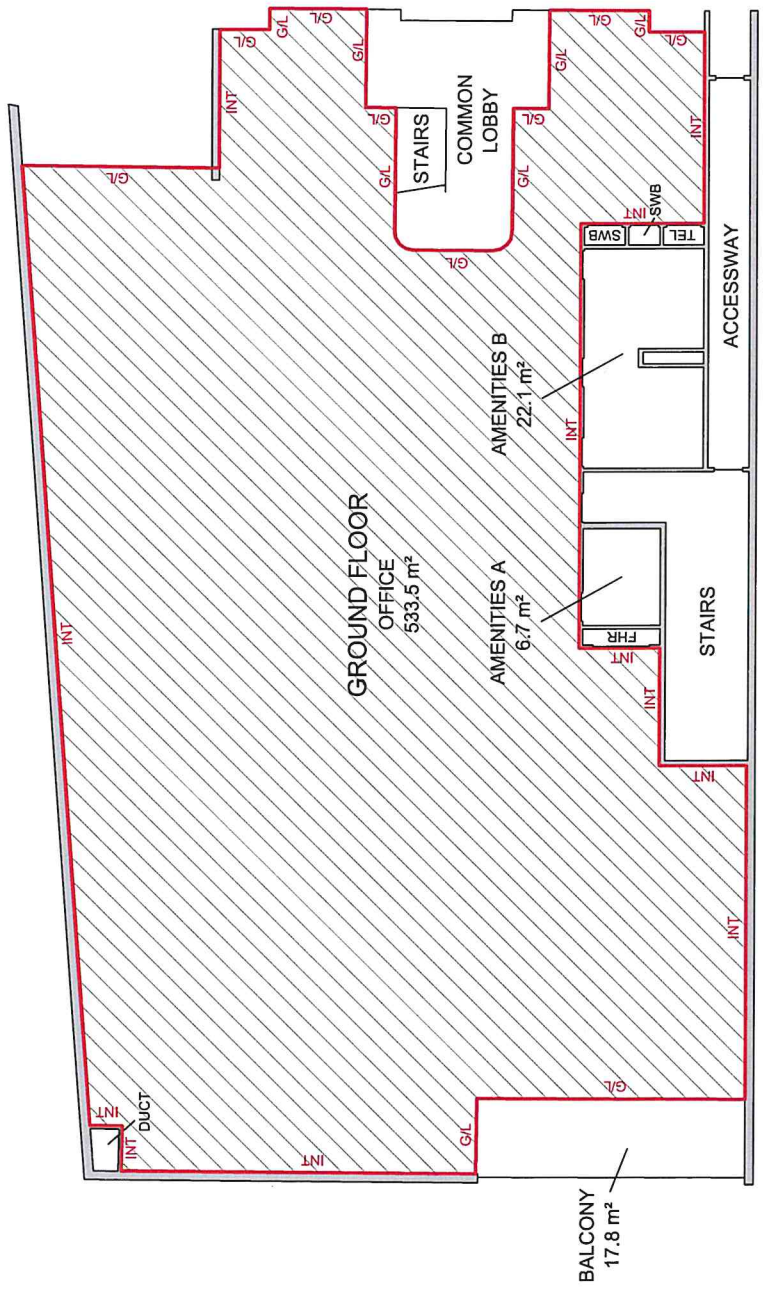 G/L
G/L
G/L
G/L
INT
G/L
G/L
STAIRS
COMMON
LOBBY
G/L
G/L
G/L
G/L
G/L
G/L
G/L
INT
INT
SWB
SWB
TEL
ACCESSWAY
AMENITIES B
22.1 m²
INT
GROUND FLOOR
OFFICE
533.5 m²
AMENITIES A
6.7 m²
FHR
INT
INT
STAIRS
INT
INT
INT
INT
DUCT
INT
INT
G/L
G/L
BALCONY
17.8 m²